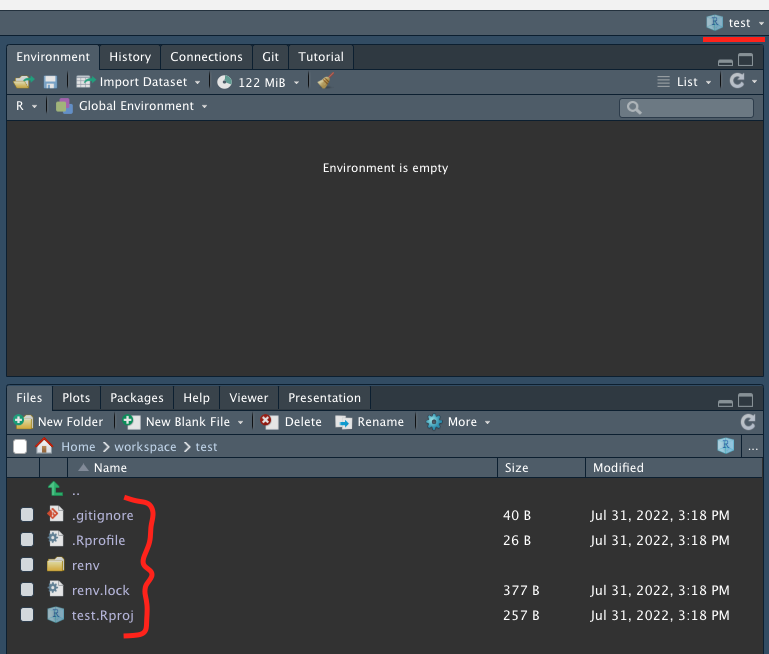 R test
Environment History Connections Git Tutorial
Import Dataset 122 MiB List
R Global Environment
Environment is empty
Files Plots Packages Help Viewer Presentation
New Folder New Blank File Delete Rename More
Home workspace test R ...
Name Size Modified
..
.gitignore 40 B Jul 31, 2022, 3:18 PM
.Rprofile 26 B Jul 31, 2022, 3:18 PM
renv
renv.lock 377 B Jul 31, 2022, 3:18 PM
R test.Rproj 257 B Jul 31, 2022, 3:18 PM